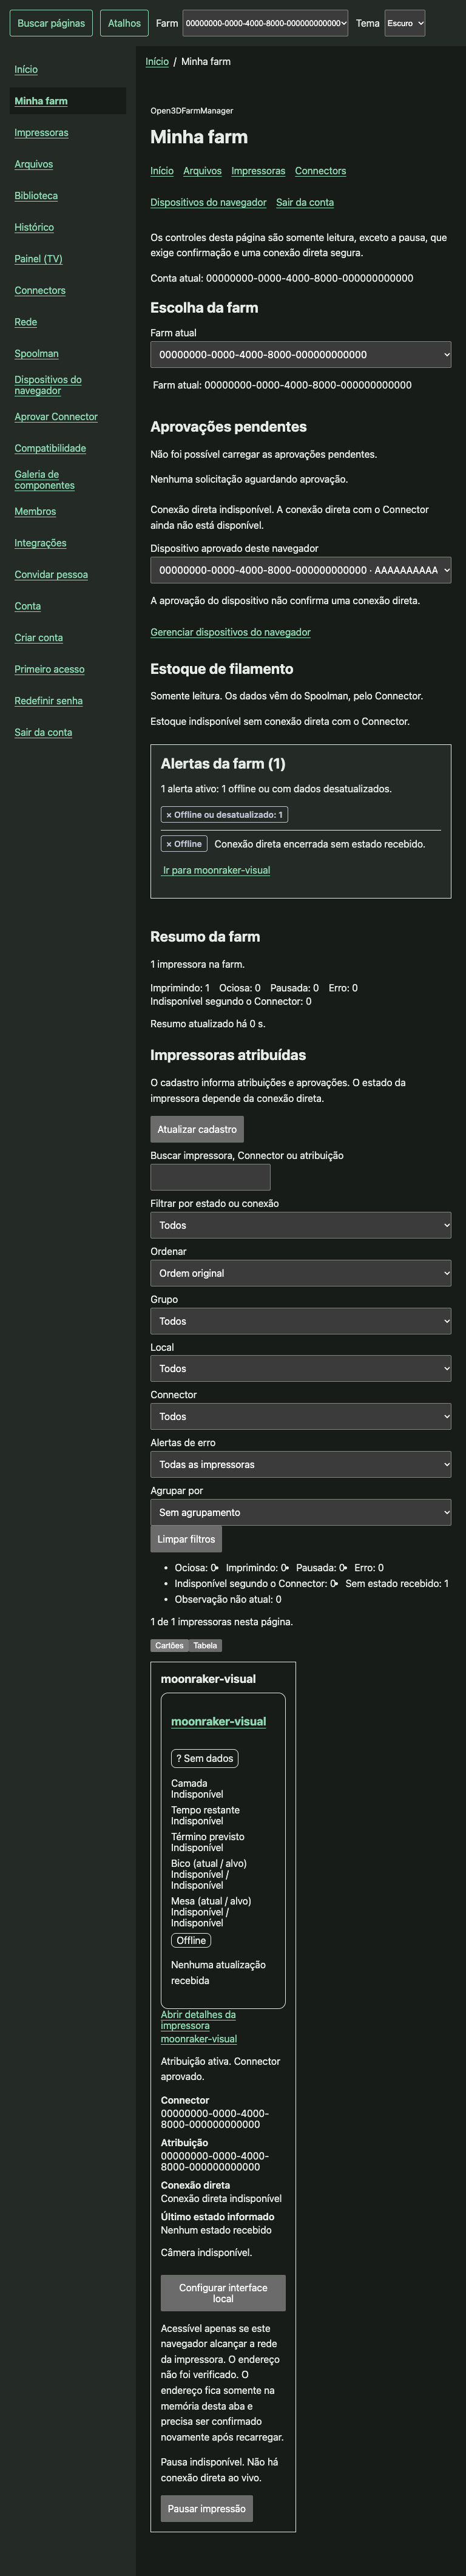 Buscar páginas Atalhos Farm 00000000-0000-4000-8000-000000000000 Tema Escuro
Início
Minha farm
Impressoras
Arquivos
Biblioteca
Histórico
Painel (TV)
Connectors
Rede
Spoolman
Dispositivos do
navegador
Aprovar Connector
Compatibilidade
Galeria de
componentes
Membros
Integrações
Convidar pessoa
Conta
Criar conta
Primeiro acesso
Redefinir senha
Sair da conta
Início / Minha farm
Open3DFarmManager
Minha farm
Início Arquivos Impressoras Connectors
Dispositivos do navegador Sair da conta
Os controles desta página são somente leitura, exceto a pausa, que
exige confirmação e uma conexão direta segura.
Conta atual: 00000000-0000-4000-8000-000000000000
Escolha da farm
Farm atual
00000000-0000-4000-8000-000000000000
Farm atual: 00000000-0000-4000-8000-000000000000
Aprovações pendentes
Não foi possível carregar as aprovações pendentes.
Nenhuma solicitação aguardando aprovação.
Conexão direta indisponível. A conexão direta com o Connector
ainda não está disponível.
Dispositivo aprovado deste navegador
00000000-0000-4000-8000-000000000000 · AAAAAAAAAA
A aprovação do dispositivo não confirma uma conexão direta.
Gerenciar dispositivos do navegador
Estoque de filamento
Somente leitura. Os dados vêm do Spoolman, pelo Connector.
Estoque indisponível sem conexão direta com o Connector.
Alertas da farm (1)
1 alerta ativo: 1 offline ou com dados desatualizados.
× Offline ou desatualizado: 1
× Offline Conexão direta encerrada sem estado recebido.
Ir para moonraker-visual
Resumo da farm
1 impressora na farm.
Imprimindo: 1 Ociosa: 0 Pausada: 0 Erro: 0
Indisponível segundo o Connector: 0
Resumo atualizado há 0 s.
Impressoras atribuídas
O cadastro informa atribuições e aprovações. O estado da
impressora depende da conexão direta.
Atualizar cadastro
Buscar impressora, Connector ou atribuição
Filtrar por estado ou conexão
Todos
Ordenar
Ordem original
Grupo
Todos
Local
Todos
Connector
Todos
Alertas de erro
Todas as impressoras
Agrupar por
Sem agrupamento
Limpar filtros
• Ociosa: 0 • Imprimindo: 0 • Pausada: 0 • Erro: 0
• Indisponível segundo o Connector: 0 • Sem estado recebido: 1
• Observação não atual: 0
1 de 1 impressoras nesta página.
Cartões Tabela
moonraker-visual
moonraker-visual
? Sem dados
Camada
Indisponível
Tempo restante
Indisponível
Término previsto
Indisponível
Bico (atual / alvo)
Indisponível /
Indisponível
Mesa (atual / alvo)
Indisponível /
Indisponível
Offline
Nenhuma atualização
recebida
Abrir detalhes da
impressora
moonraker-visual
Atribuição ativa. Connector
aprovado.
Connector
00000000-0000-4000-
8000-000000000000
Atribuição
00000000-0000-4000-
8000-000000000000
Conexão direta
Conexão direta indisponível
Último estado informado
Nenhum estado recebido
Câmera indisponível.
Configurar interface
local
Acessível apenas se este
navegador alcançar a rede
da impressora. O endereço
não foi verificado. O
endereço fica somente na
memória desta aba e
precisa ser confirmado
novamente após recarregar.
Pausa indisponível. Não há
conexão direta ao vivo.
Pausar impressão